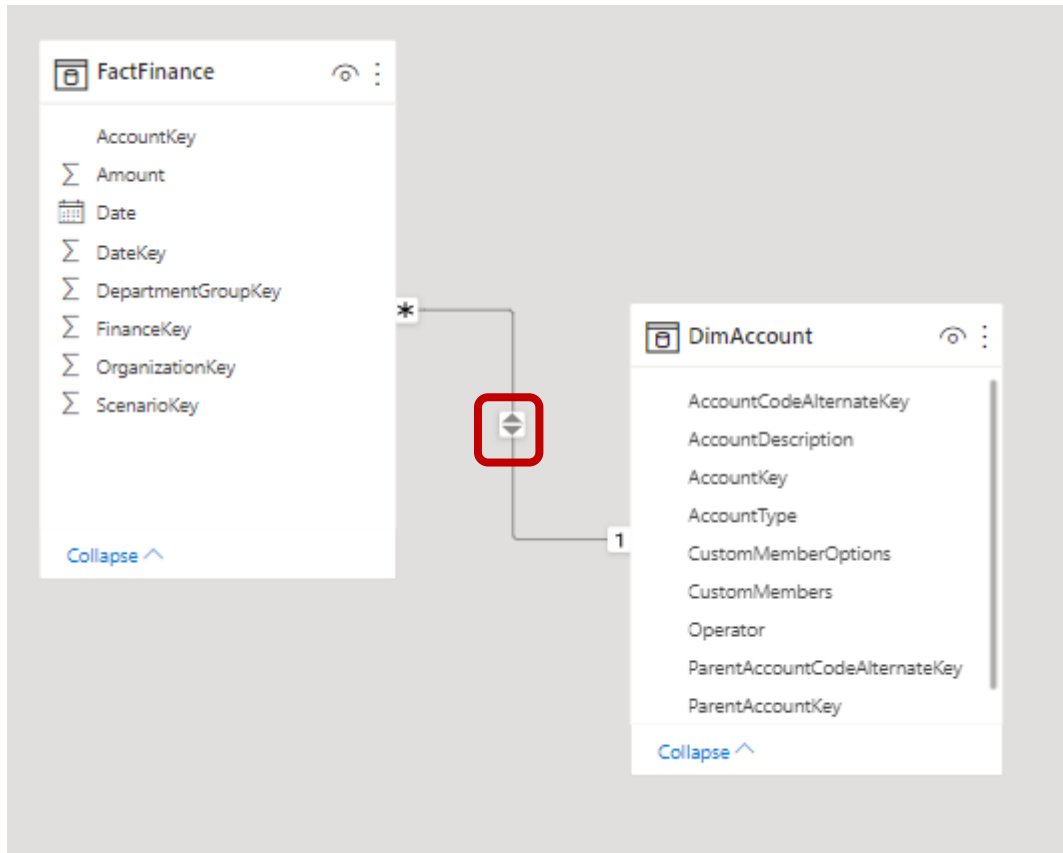 FactFinance
AccountKey
Amount
Date
DateKey
DepartmentGroupKey
FinanceKey
OrganizationKey
ScenarioKey
Collapse
*
1
DimAccount
AccountCodeAlternateKey
AccountDescription
AccountKey
AccountType
CustomMemberOptions
CustomMembers
Operator
ParentAccountCodeAlternateKey
ParentAccountKey
Collapse